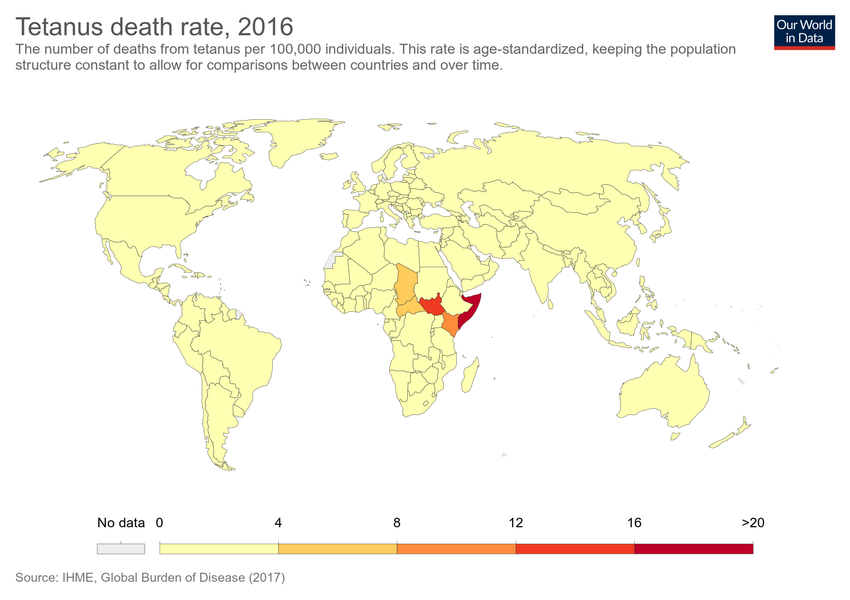 Tetanus death rate, 2016
Our World
in Data
The number of deaths from tetanus per 100,000 individuals. This rate is age-standardized, keeping the population
structure constant to allow for comparisons between countries and over time.
No data 0 4 8 12 16 >20
Source: IHME, Global Burden of Disease (2017)